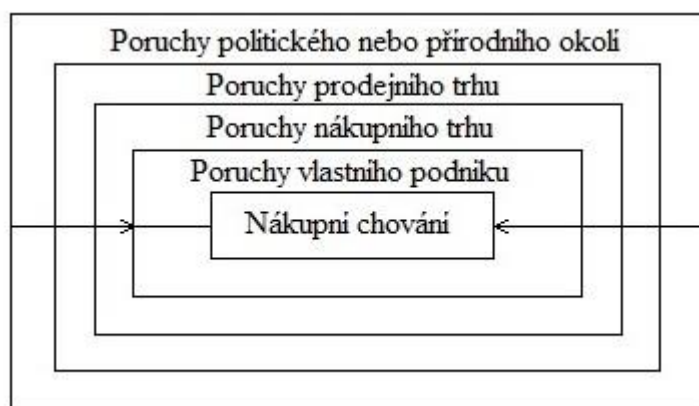 Poruchy politického nebo přírodního okolí
Poruchy prodejního trhu
Poruchy nákupního trhu
Poruchy vlastního podniku
Nákupní chování